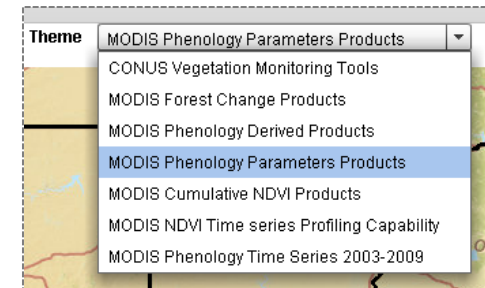 Theme MODIS Phenology Parameters Products
CONUS Vegetation Monitoring Tools
MODIS Forest Change Products
MODIS Phenology Derived Products
MODIS Phenology Parameters Products
MODIS Cumulative NDVI Products
MODIS NDVI Time series Profiling Capability
MODIS Phenology Time Series 2003-2009